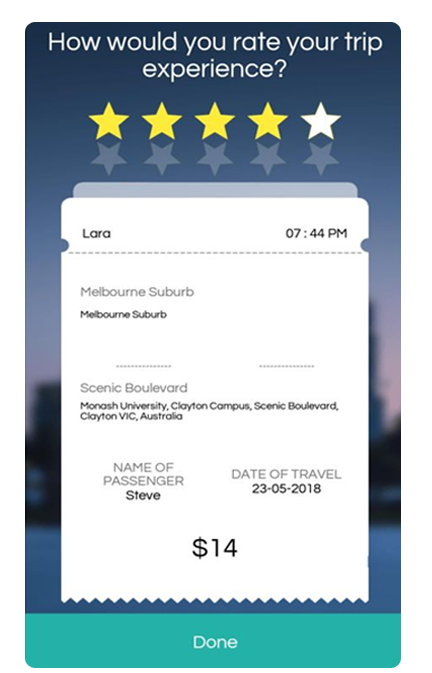 How would you rate your trip
experience?
Lara
07 : 44 PM
Melbourne Suburb
Melbourne Suburb
Scenic Boulevard
Monash University, Clayton Campus, Scenic Boulevard,
Clayton VIC, Australia
NAME OF
PASSENGER
Steve
DATE OF TRAVEL
23-05-2018
$14
Done